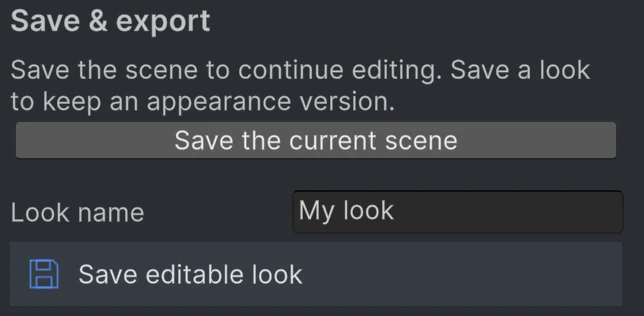 Save & export
Save the scene to continue editing. Save a look
to keep an appearance version.
Save the current scene
Look name
My look
Save editable look